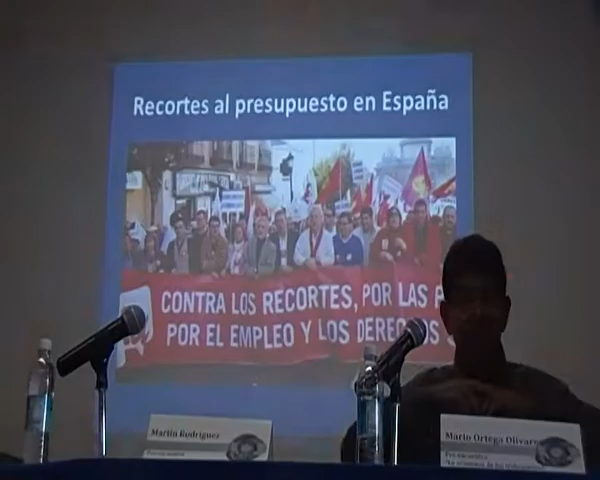 Recortes al presupuesto en España
CONTRA LOS RECORTES, POR LAS
POR EL EMPLEO Y LOS DERECHOS
Martín Rodríguez
Mario Ortega Olivares